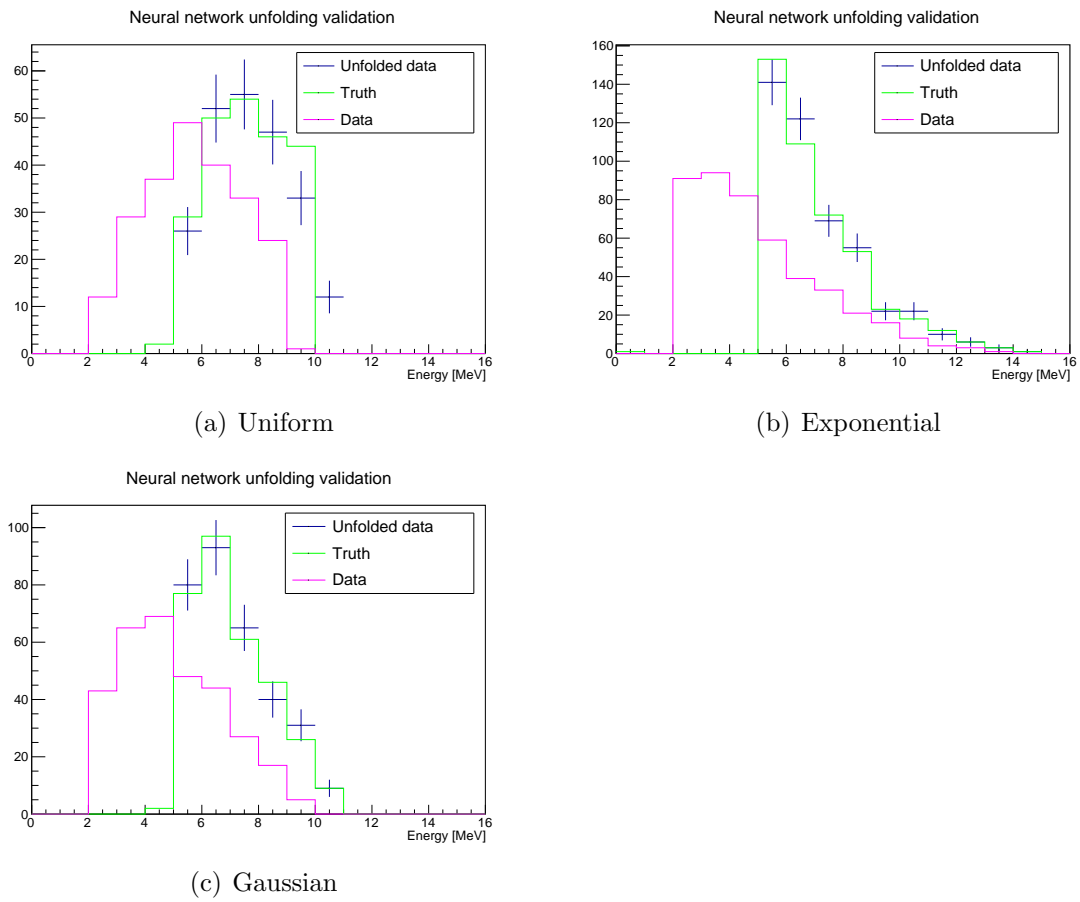 Neural network unfolding validation
Unfolded data
Truth
Data
60
50
40
30
20
10
0
0 2 4 6 8 10 12 14 16
Energy [MeV]
(a) Uniform
Neural network unfolding validation
Unfolded data
Truth
Data
160
140
120
100
80
60
40
20
0
0 2 4 6 8 10 12 14 16
Energy [MeV]
(b) Exponential
Neural network unfolding validation
Unfolded data
Truth
Data
100
80
60
40
20
0
0 2 4 6 8 10 12 14 16
Energy [MeV]
(c) Gaussian